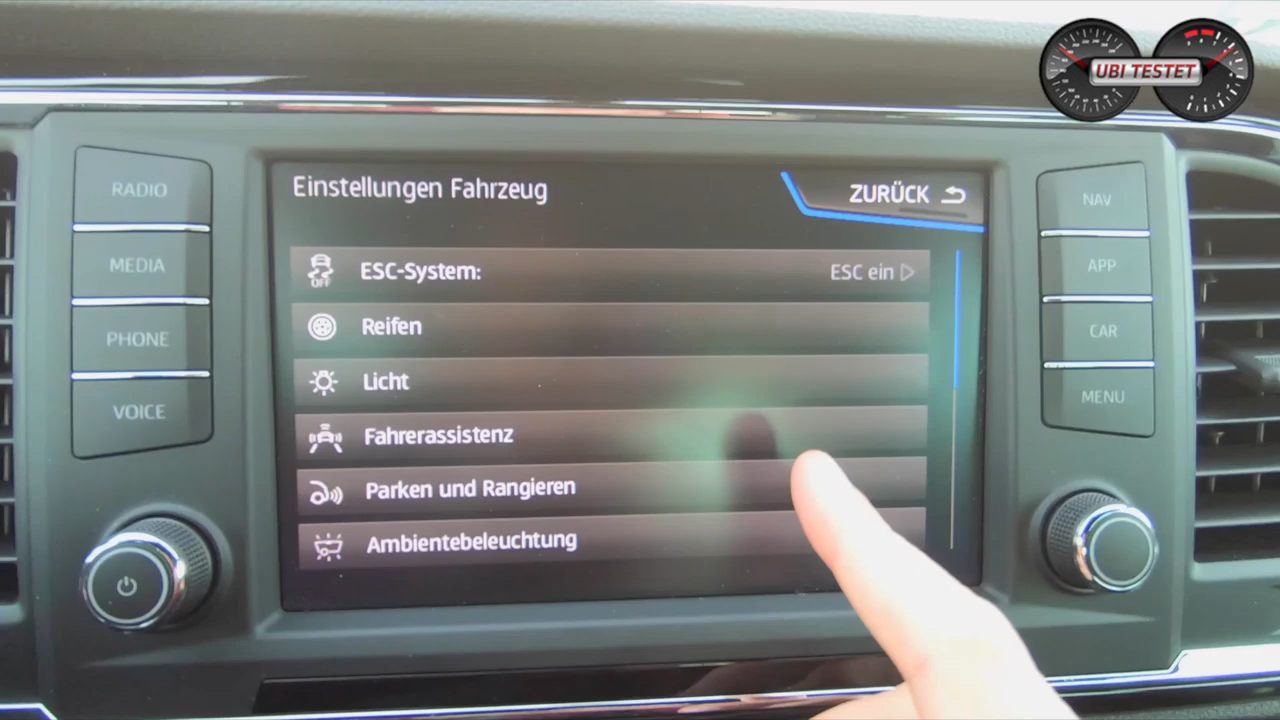 UBI TESTET
RADIO
MEDIA
PHONE
VOICE
Einstellungen Fahrzeug
ZURÜCK
ESC-System:
ESC ein
OFF
Reifen
Licht
Fahrerassistenz
Parken und Rangieren
Ambientebeleuchtung
NAV
APP
CAR
MENU